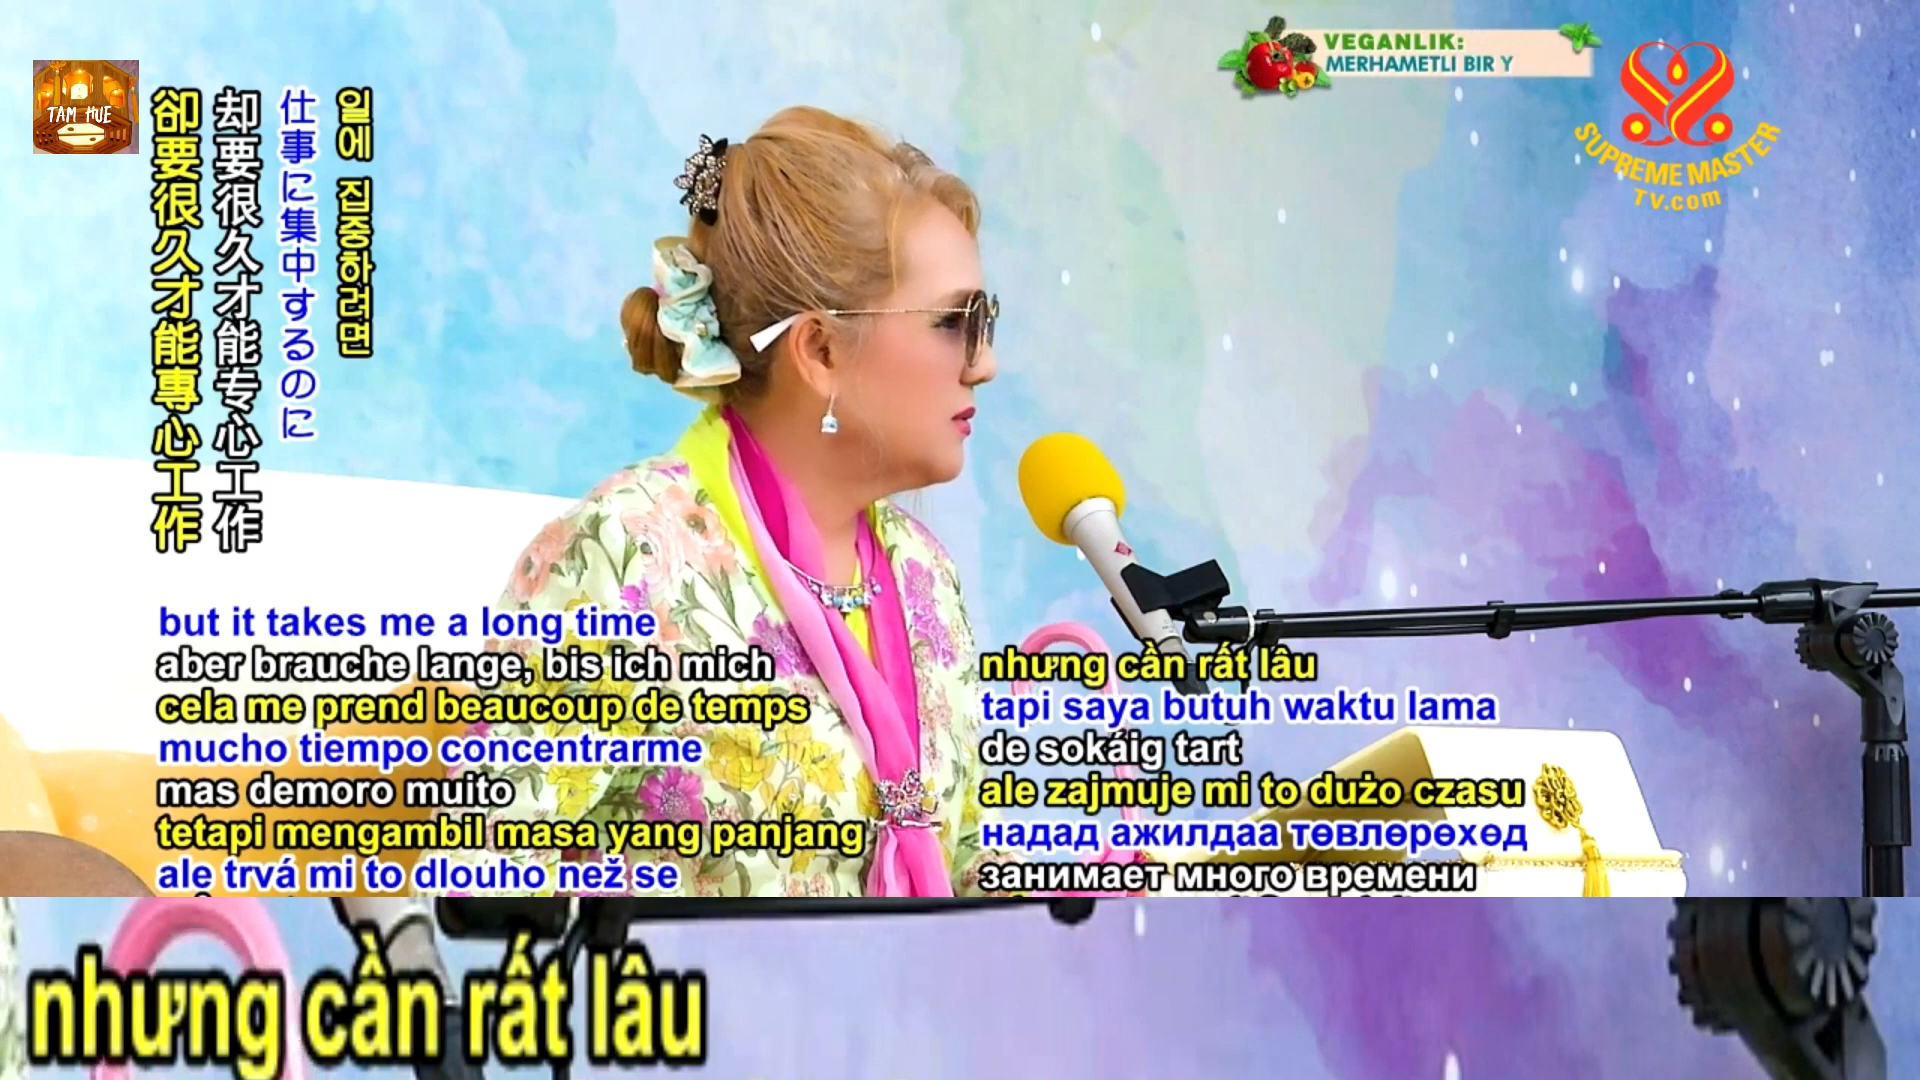 TAM HUE
VEGANLIK:
MERHAMETLI BIR Y
SUPREME MASTER
TV.com
일에 집중하려면
仕事に集中するのに
却要很久才能专心工作
卻要很久才能專心工作
but it takes me a long time
aber brauche lange, bis ich mich
cela me prend beaucoup de temps
mucho tiempo concentrarme
mas demoro muito
tetapi mengambil masa yang panjang
ale trvá mi to dlouho než se
nhưng cần rất lâu
tapi saya butuh waktu lama
de sokáig tart
ale zajmuje mi to dużo czasu
надад ажилдаа төвлөрөхөд
занимает много времени
nhưng cần rất lâu